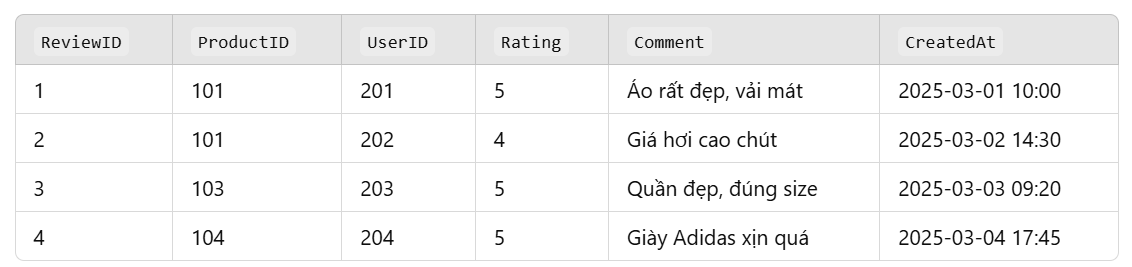 ReviewID ProductID UserID Rating Comment CreatedAt
1 101 201 5 Áo rất đẹp, vải mát 2025-03-01 10:00
2 101 202 4 Giá hơi cao chút 2025-03-02 14:30
3 103 203 5 Quần đẹp, đúng size 2025-03-03 09:20
4 104 204 5 Giày Adidas xịn quá 2025-03-04 17:45